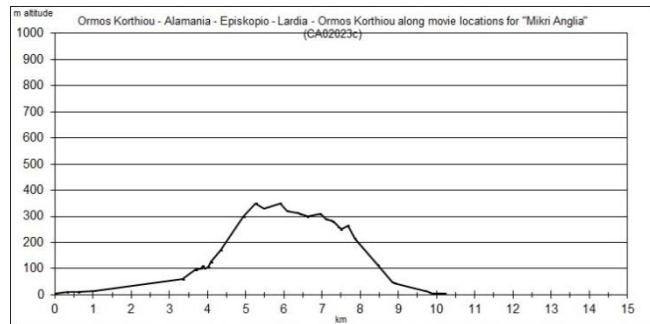 m altitude
Ormos Korthiou - Alamania - Episkopio - Lardia - Ormos Korthiou along movie locations for "Mikri Anglia"
(CA02023c)
1000
900
800
700
600
500
400
300
200
100
0
0 1 2 3 4 5 6 7 8 9 10 11 12 13 14 15
km